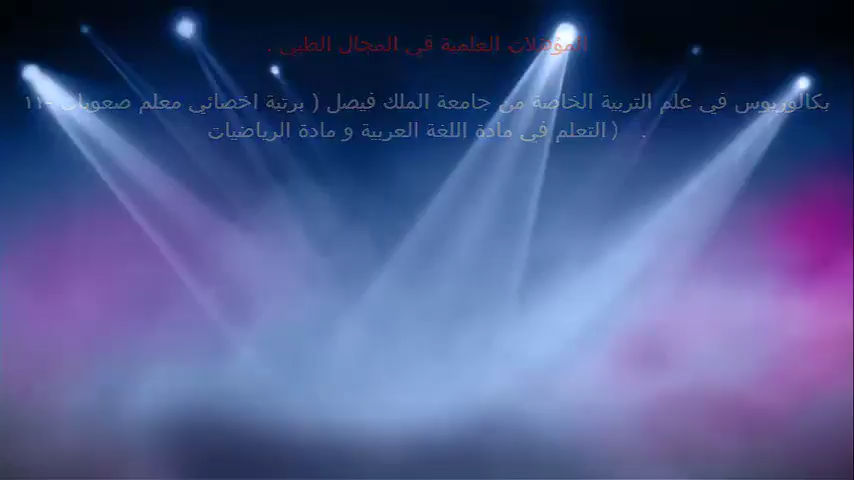 المؤهلات العلمية في المجال الطبي .
١١- بكالوريوس في علم التربية الخاصة من جامعة الملك فيصل ( برتبة اخصائي معلم صعوبات
التعلم في مادة اللغة العربية و مادة الرياضيات ) .